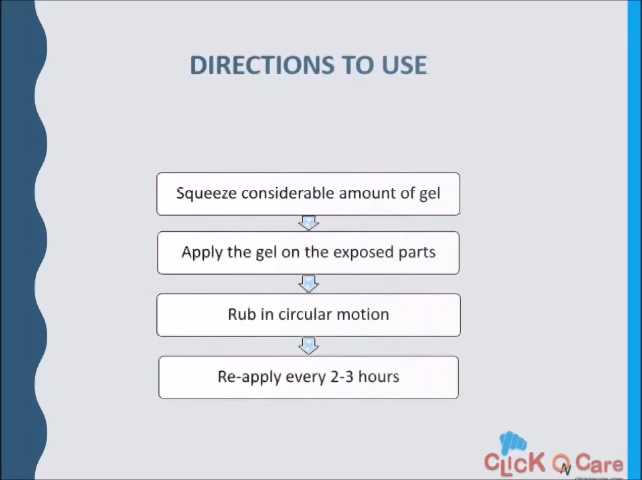 DIRECTIONS TO USE
Squeeze considerable amount of gel
Apply the gel on the exposed parts
Rub in circular motion
Re-apply every 2-3 hours
CLicK ON Care